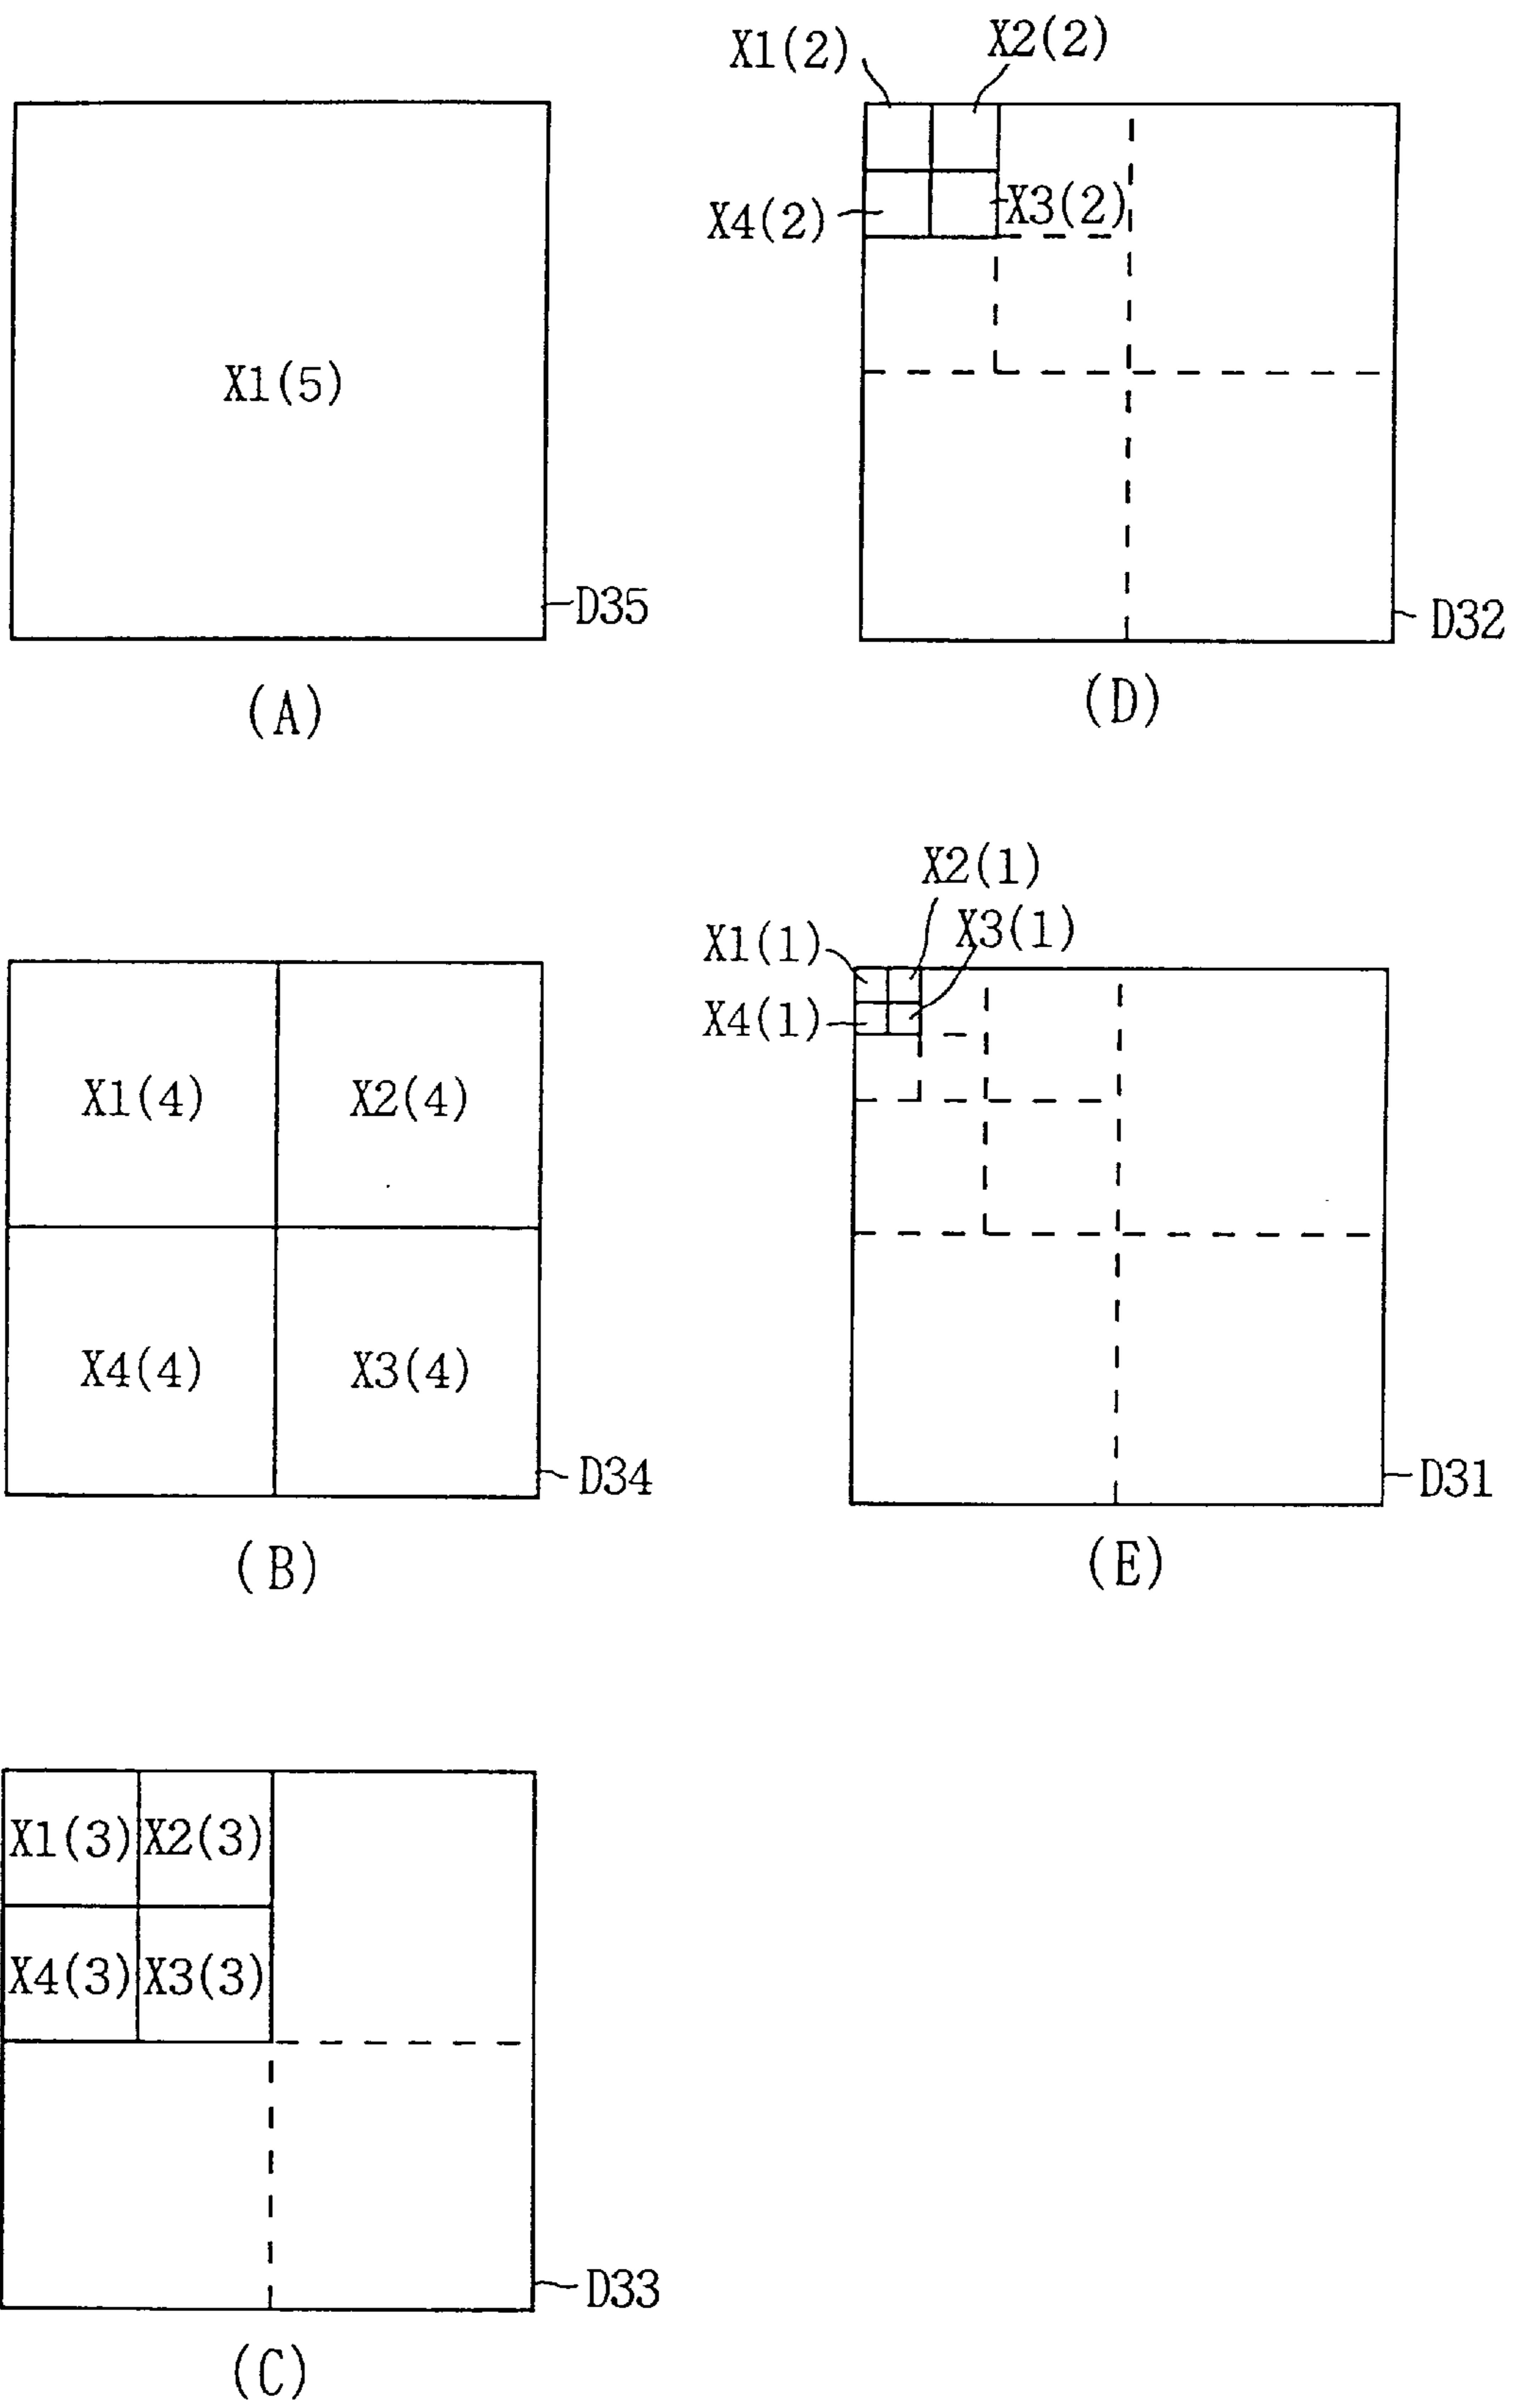 X1(5)
D35
(A)
X1(4) X2(4)
X4(4) X3(4)
D34
(B)
X1(3) X2(3)
X4(3) X3(3)
D33
(C)
X1(2) X2(2)
X4(2) X3(2)
D32
(D)
X2(1)
X1(1) X3(1)
X4(1)
D31
(E)